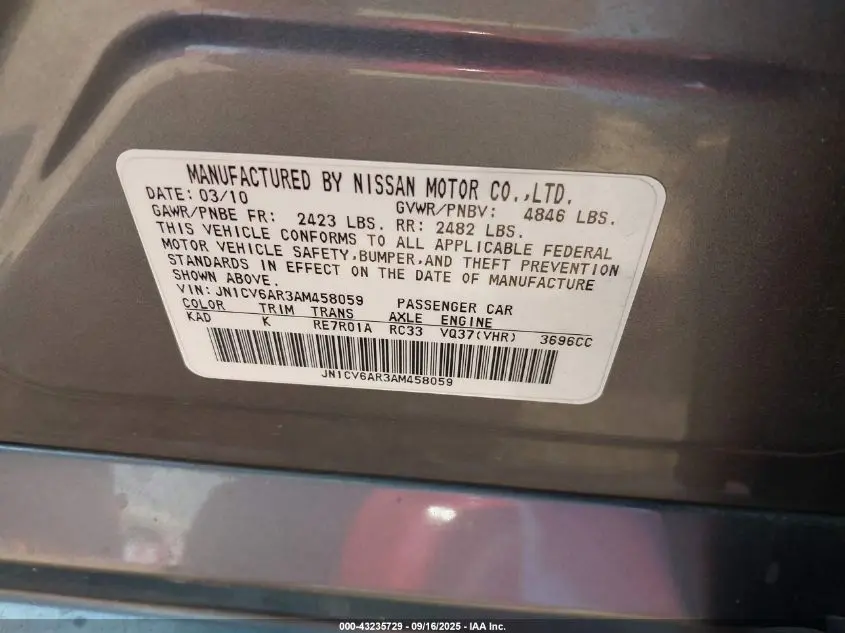 MANUFACTURED BY NISSAN MOTOR CO.,LTD.
DATE: 03/10 GVWR/PNBV: 4846 LBS.
GAWR/PNBE FR: 2423 LBS. RR: 2482 LBS.
THIS VEHICLE CONFORMS TO ALL APPLICABLE FEDERAL
MOTOR VEHICLE SAFETY,BUMPER,AND THEFT PREVENTION
STANDARDS IN EFFECT ON THE DATE OF MANUFACTURE
SHOWN ABOVE.
VIN: JN1CV6AR3AM458059 PASSENGER CAR
COLOR TRIM TRANS AXLE ENGINE
KAD K RE7R01A RC33 VQ37(VHR) 3696CC
JN1CV6AR3AM458059
000-43235729 - 09/16/2025 - IAA Inc.